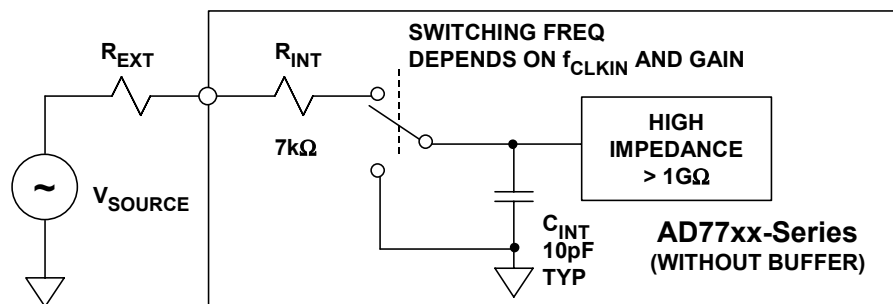 SWITCHING FREQ
DEPENDS ON fCLKIN AND GAIN
REXT
RINT
7kΩ
HIGH
IMPEDANCE
> 1GΩ
~
VSOURCE
CINT
10pF
TYP
AD77xx-Series
(WITHOUT BUFFER)